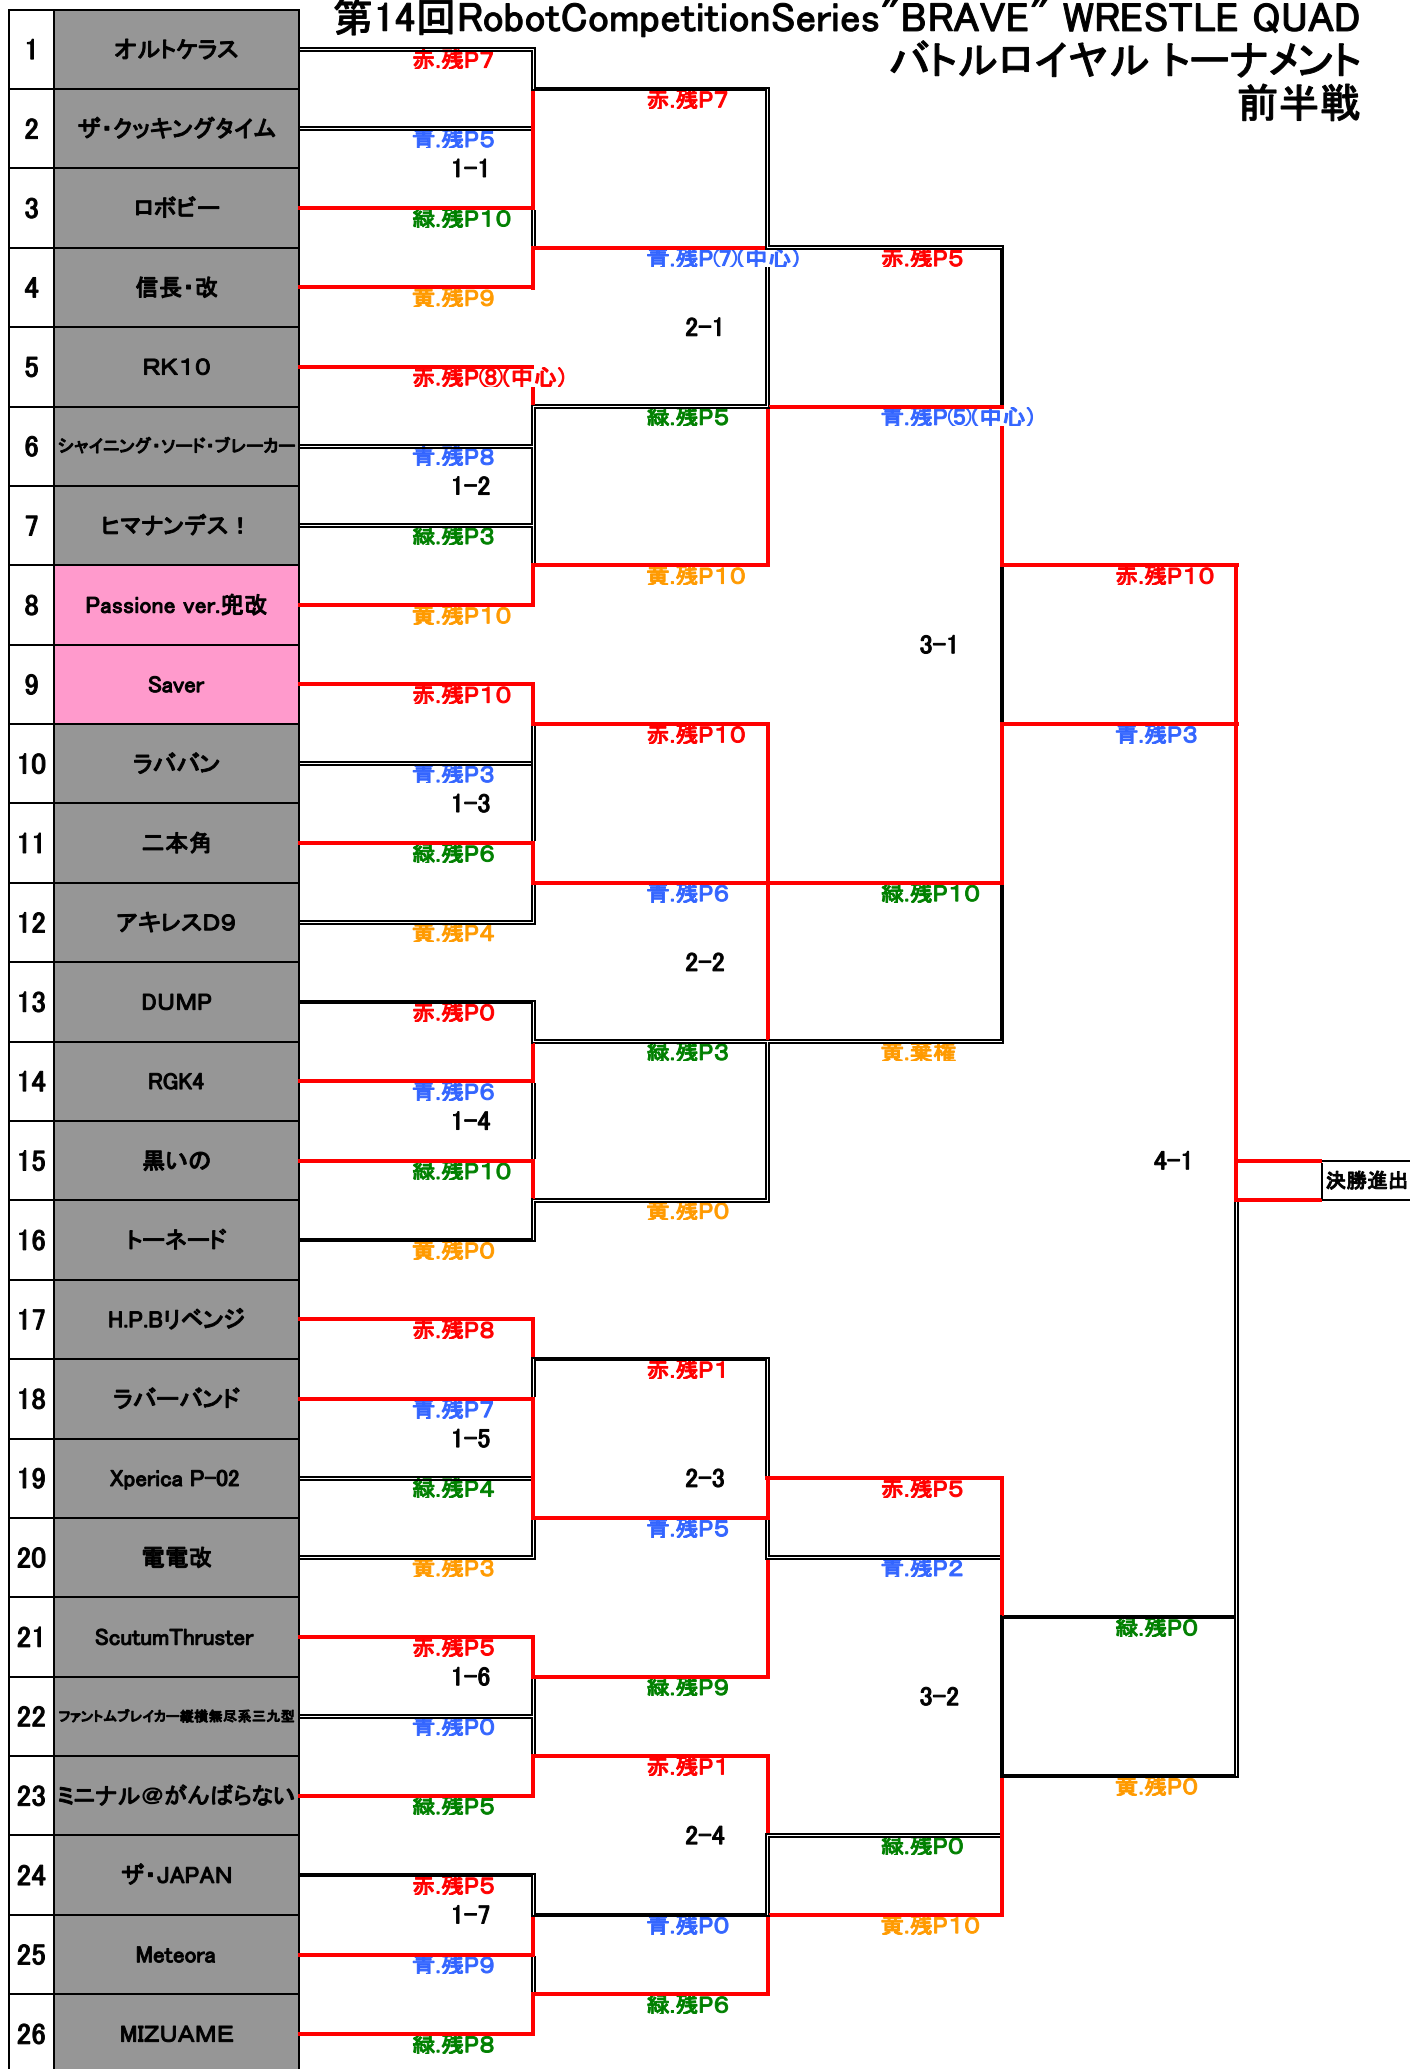 第14回RobotCompetitionSeries"BRAVE" WRESTLE QUAD
バトルロイヤル トーナメント
前半戦
1 オルトケラス
赤.残P7
赤.残P7
2 ザ・クッキングタイム
青.残P5
1-1
3 ロボビー
緑.残P10
青.残P(7)(中心)
赤.残P5
4 信長・改
黄.残P9
2-1
5 RK10
赤.残P(8)(中心)
緑.残P5
青.残P(5)(中心)
6 シャイニング・ソード・ブレーカー
青.残P8
1-2
7 ヒマナンデス！
緑.残P3
黄.残P10
赤.残P10
8 Passione ver.兜改
黄.残P10
3-1
9 Saver
赤.残P10
赤.残P10
青.残P3
10 ラババン
青.残P3
1-3
11 二本角
緑.残P6
青.残P6
緑.残P10
12 アキレスD9
黄.残P4
2-2
13 DUMP
赤.残P0
緑.残P3
黄.棄権
14 RGK4
青.残P6
1-4
15 黒いの
緑.残P10
4-1
決勝進出
黄.残P0
16 トーネード
黄.残P0
17 H.P.Bリベンジ
赤.残P8
赤.残P1
18 ラバーバンド
青.残P7
1-5
19 Xperica P-02
緑.残P4
2-3
赤.残P5
青.残P5
20 電電改
黄.残P3
青.残P2
21 ScutumThruster
赤.残P5
緑.残P0
1-6
緑.残P9
22 ファントムブレイカー縦横無尽系三九型
青.残P0
3-2
赤.残P1
黄.残P0
23 ミニナル＠がんばらない
緑.残P5
2-4
緑.残P0
24 ザ・JAPAN
赤.残P5
1-7
青.残P0
黄.残P10
25 Meteora
青.残P9
緑.残P6
26 MIZUAME
緑.残P8